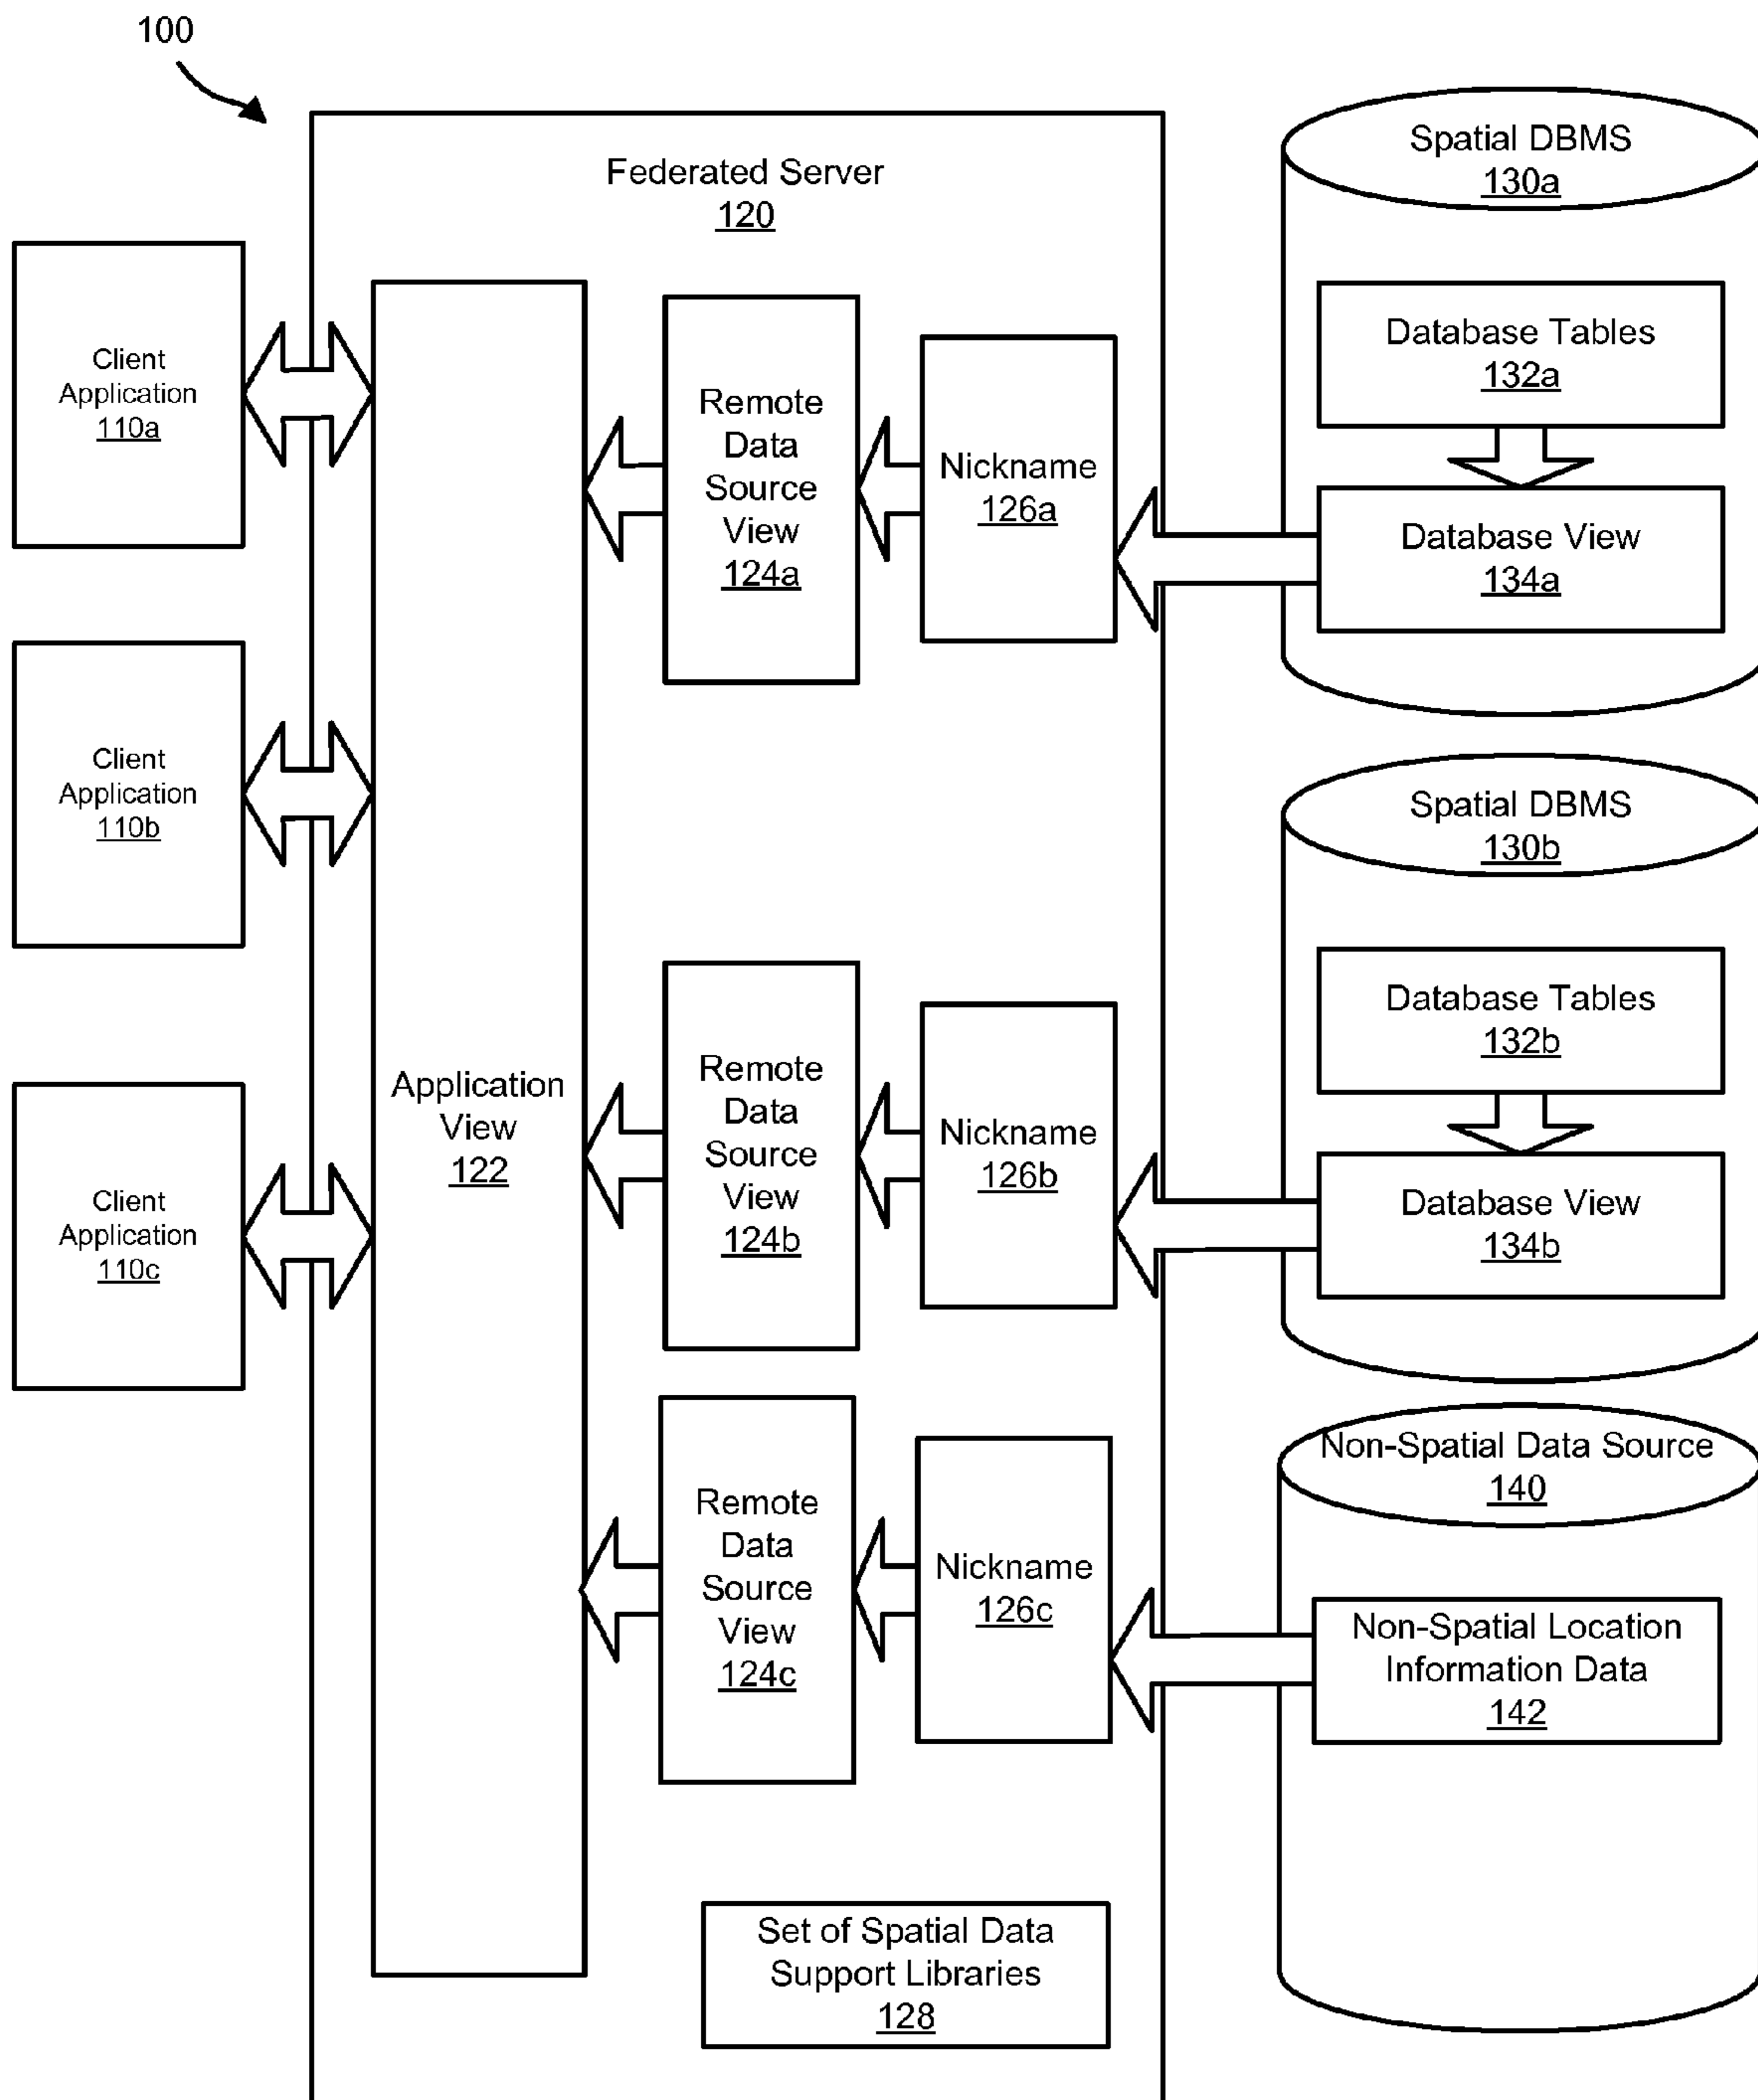 100
Federated Server
120
Client
Application
110a
Client
Application
110b
Client
Application
110c
Application
View
122
Remote
Data
Source
View
124a
Nickname
126a
Remote
Data
Source
View
124b
Nickname
126b
Remote
Data
Source
View
124c
Nickname
126c
Set of Spatial Data
Support Libraries
128
Spatial DBMS
130a
Database Tables
132a
Database View
134a
Spatial DBMS
130b
Database Tables
132b
Database View
134b
Non-Spatial Data Source
140
Non-Spatial Location
Information Data
142